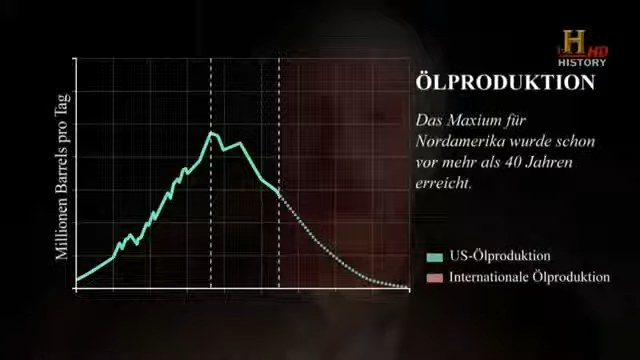 H HD
HISTORY
ÖLPRODUKTION
Das Maxium für
Nordamerika wurde schon
vor mehr als 40 Jahren
erreicht.
Millionen Barrels pro Tag
US-Ölproduktion
Internationale Ölproduktion